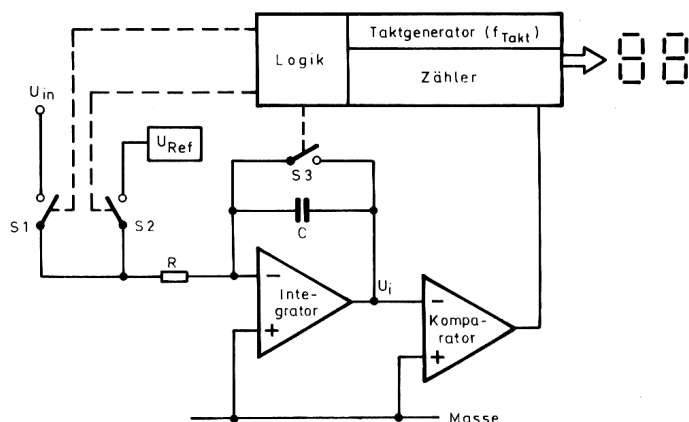 Logik
Taktgenerator (fTakt)
Zähler
Uin
URef
S1
S2
S3
C
R
Inte-
grator
Ui
Kompa-
rator
Masse